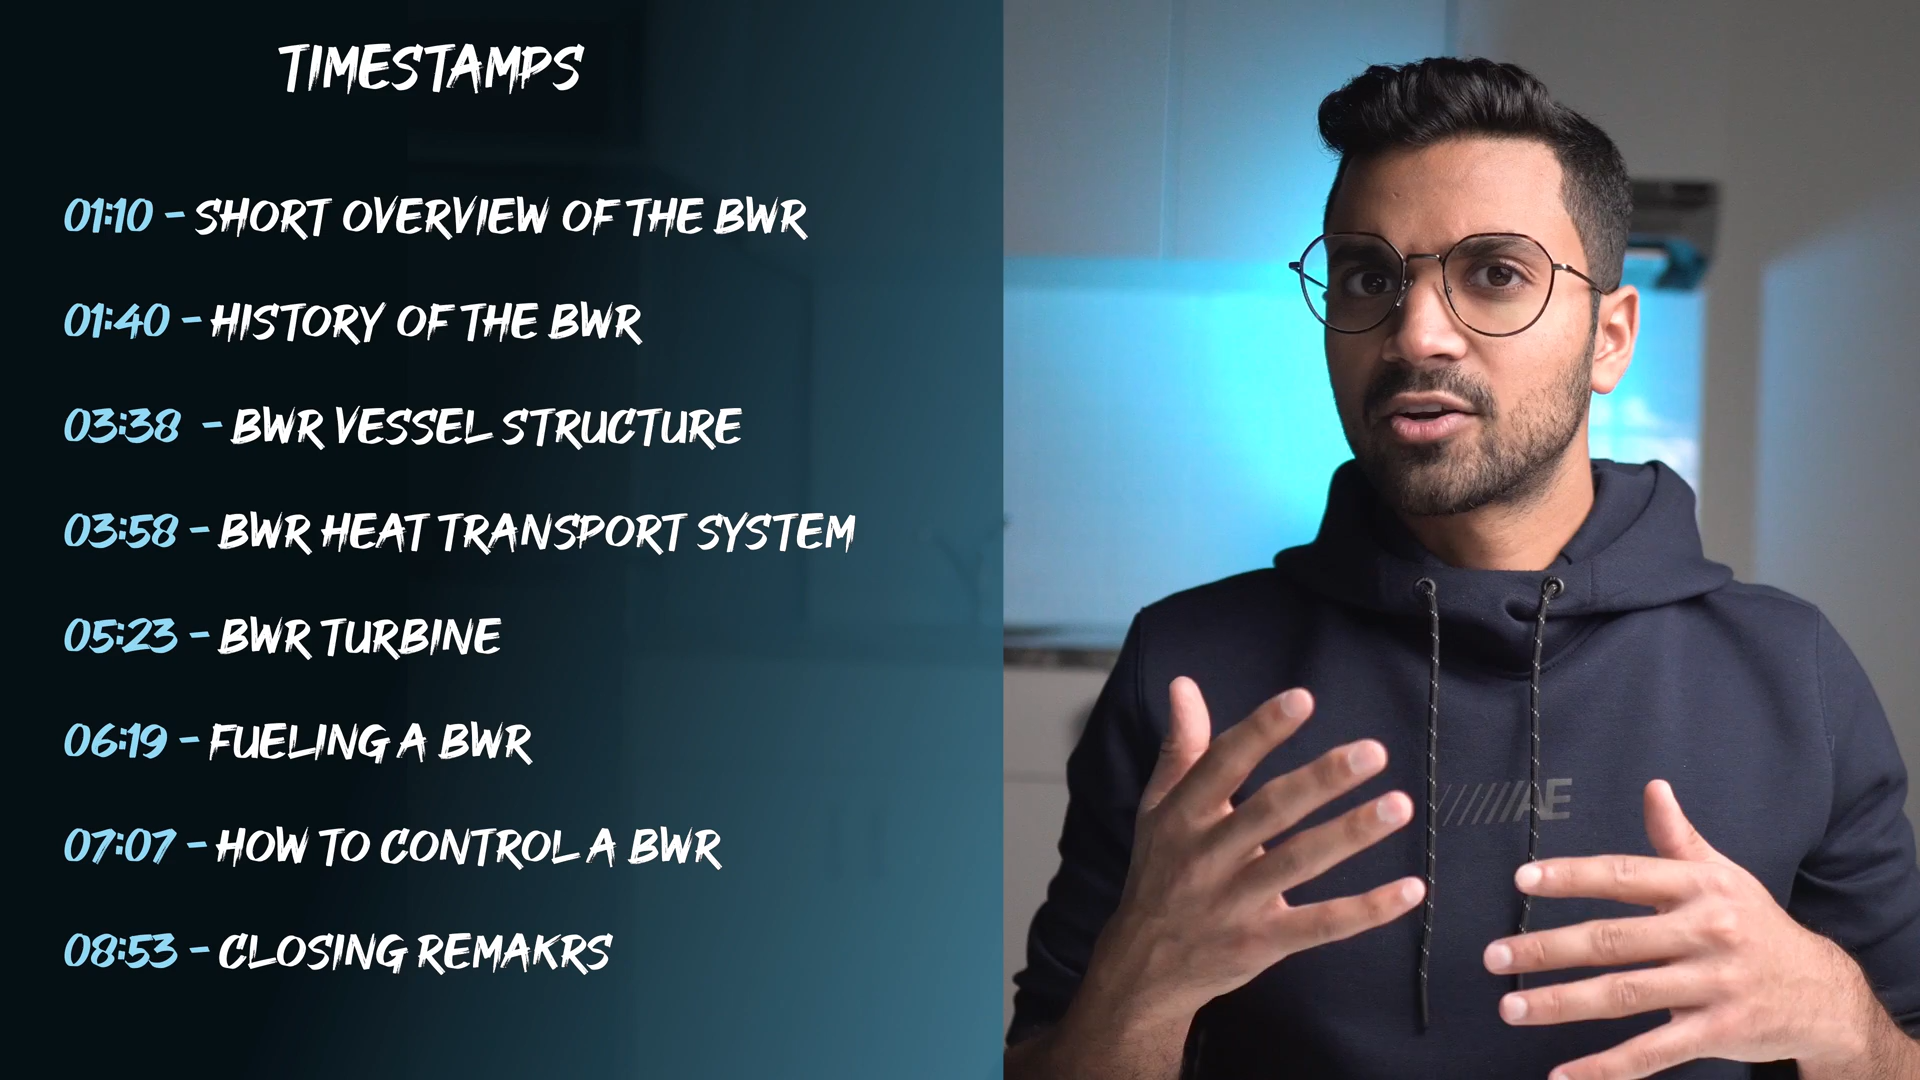 TIMESTAMPS
01:10 - SHORT OVERVIEW OF THE BWR
01:40 - HISTORY OF THE BWR
03:38 - BWR VESSEL STRUCTURE
03:58 - BWR HEAT TRANSPORT SYSTEM
05:23 - BWR TURBINE
06:19 - FUELING A BWR
07:07 - HOW TO CONTROL A BWR
08:53 - CLOSING REMAKRS
AE